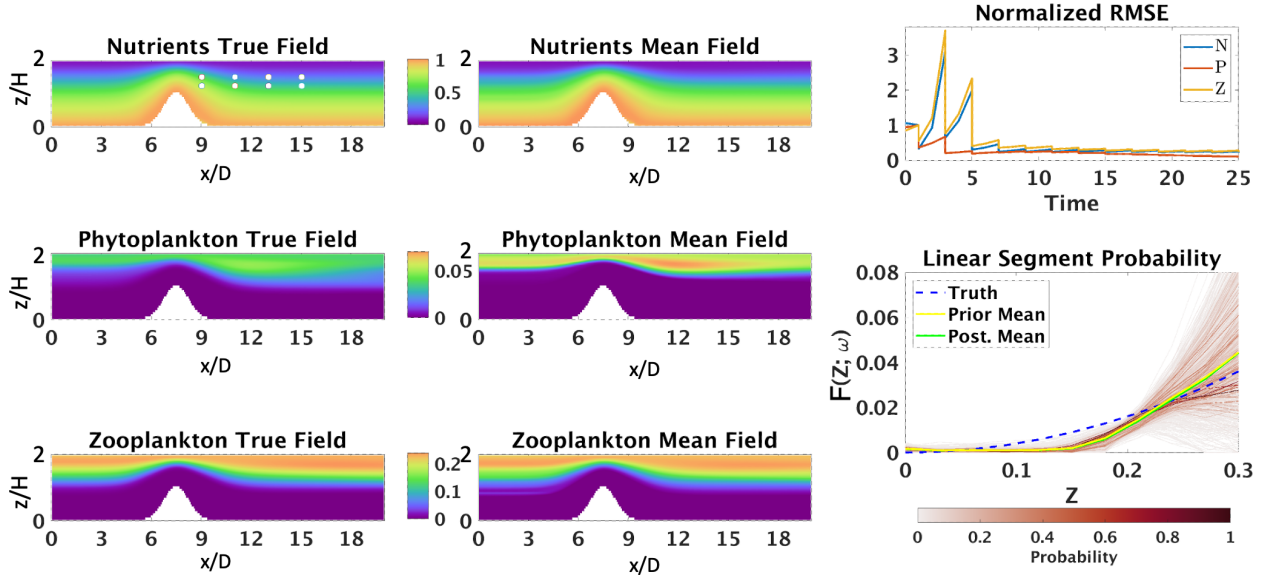 Nutrients True Field
z/H
2
0
0 3 6 9 12 15 18
x/D
1
0.5
0
Nutrients Mean Field
0 3 6 9 12 15 18
x/D
Normalized RMSE
3
2
1
0
N
P
Z
0 5 10 15 20 25
Time
Phytoplankton True Field
z/H
2
0
0 3 6 9 12 15 18
x/D
0.05
0
Phytoplankton Mean Field
0 3 6 9 12 15 18
x/D
Zooplankton True Field
z/H
2
0
0 3 6 9 12 15 18
x/D
0.2
0.1
0
Zooplankton Mean Field
0 3 6 9 12 15 18
x/D
Linear Segment Probability
F(Z; ω)
0.08
0.06
0.04
0.02
0
Truth
Prior Mean
Post. Mean
0 0.1 0.2 0.3
Z
0 0.2 0.4 0.6 0.8 1
Probability